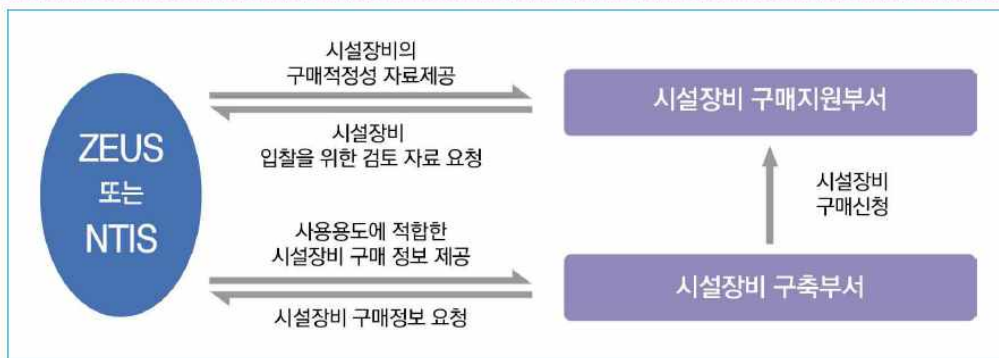 시설장비의
구매적정성 자료제공
시설장비 구매지원부서
시설장비
입찰을 위한 검토 자료 요청
ZEUS
또는
NTIS
시설장비
구매신청
사용용도에 적합한
시설장비 구매 정보 제공
시설장비 구축부서
시설장비 구매정보 요청